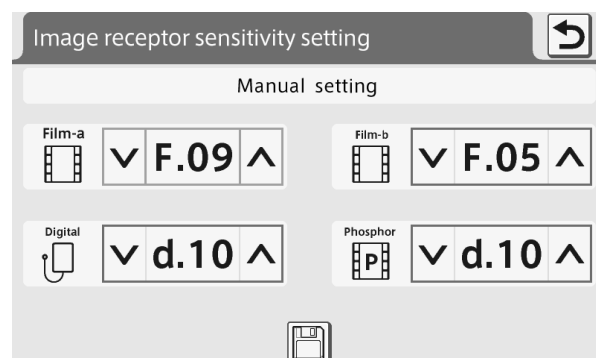 Image receptor sensitivity setting
Manual setting
Film-a
F.09
Film-b
F.05
Digital
d.10
Phosphor
P
d.10